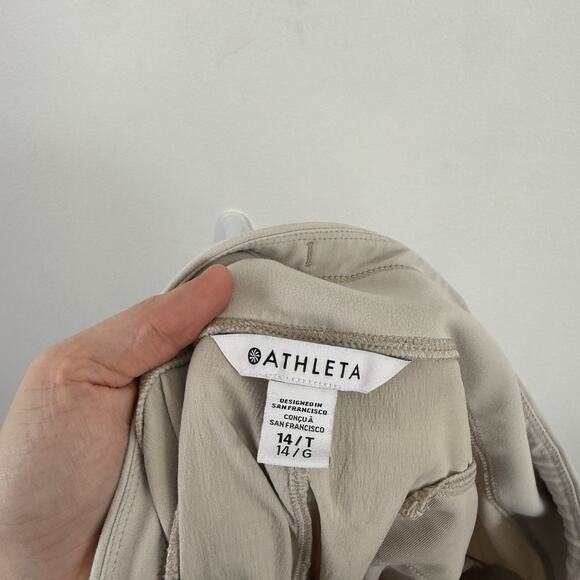 ATHLETA
DESIGNED IN
SAN FRANCISCO
CONÇU À
SAN FRANCISCO
14/T
14/G